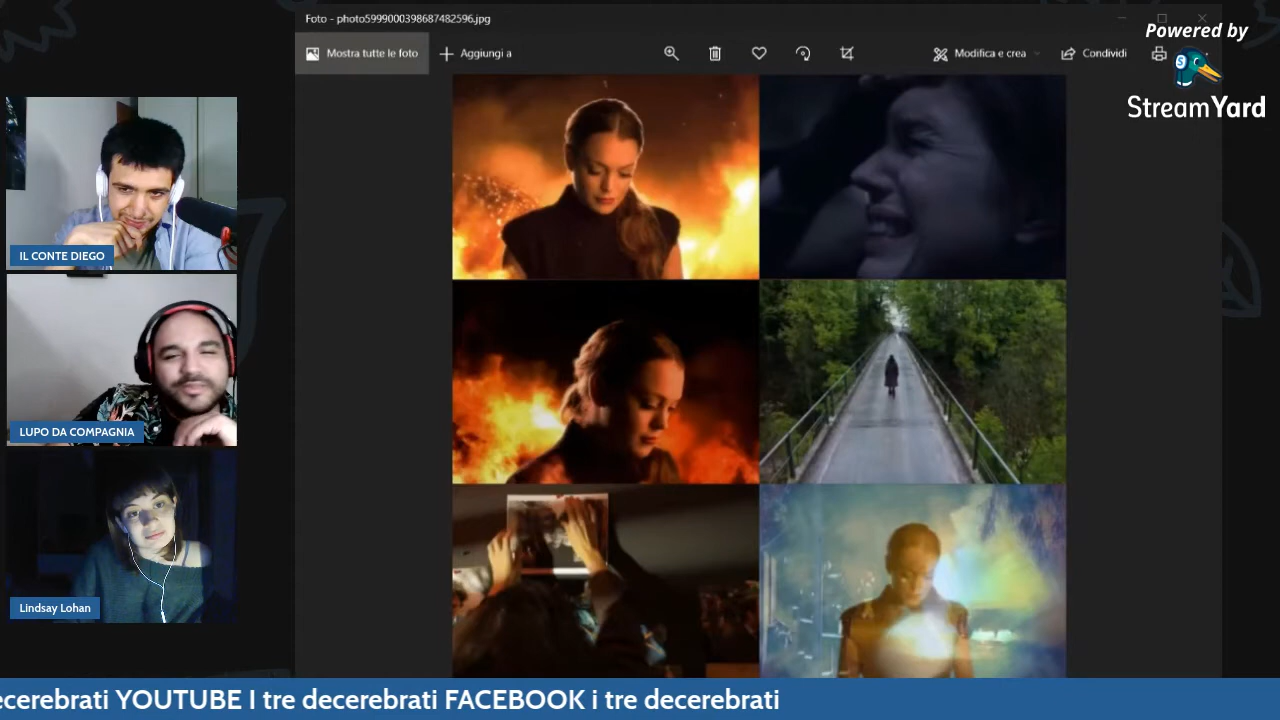 Foto - photo5999000398687482596.jpg
Powered by
Mostra tutte le foto
Aggiungi a
Modifica e crea
Condividi
S
StreamYard
IL CONTE DIEGO
LUPO DA COMPAGNIA
Lindsay Lohan
ecerebrati YOUTUBE I tre decerebrati FACEBOOK i tre decerebrati